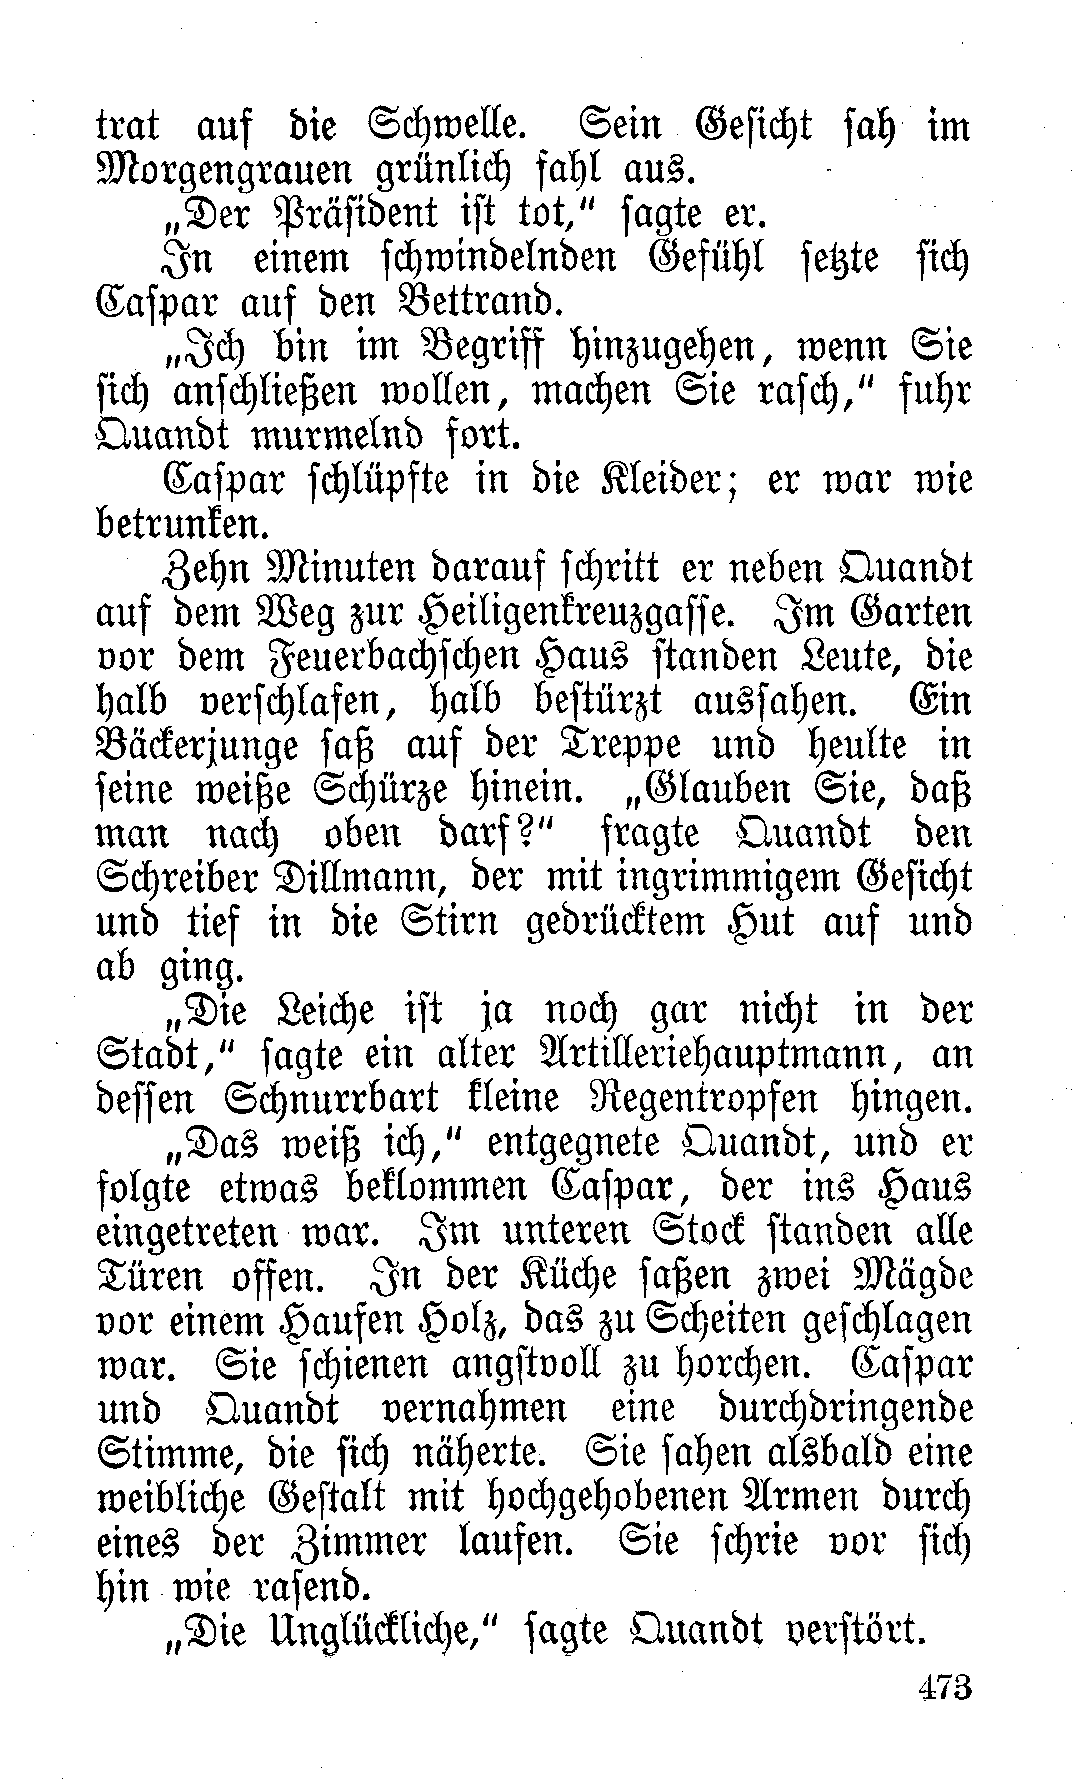 trat auf die Schwelle. Sein Gesicht sah im
Morgengrauen grünlich fahl aus.
„Der Präsident ist tot,“ sagte er.
In einem schwindelnden Gefühl setzte sich
Caspar auf den Bettrand.
„Ich bin im Begriff hinzugehen, wenn Sie
sich anschließen wollen, machen Sie rasch,“ fuhr
Quandt murmelnd fort.
Caspar schlüpfte in die Kleider; er war wie
betrunken.
Zehn Minuten darauf schritt er neben Quandt
auf dem Weg zur Heiligenkreuzgasse. Im Garten
vor dem Feuerbachschen Haus standen Leute, die
halb verschlafen, halb bestürzt aussahen. Ein
Bäckerjunge saß auf der Treppe und heulte in
seine weiße Schürze hinein. „Glauben Sie, daß
man nach oben darf?“ fragte Quandt den
Schreiber Dillmann, der mit ingrimmigem Gesicht
und tief in die Stirn gedrücktem Hut auf und
ab ging.
„Die Leiche ist ja noch gar nicht in der
Stadt,“ sagte ein alter Artilleriehauptmann, an
dessen Schnurrbart kleine Regentropfen hingen.
„Das weiß ich,“ entgegnete Quandt, und er
folgte etwas beklommen Caspar, der ins Haus
eingetreten war. Im unteren Stock standen alle
Türen offen. In der Küche saßen zwei Mägde
vor einem Haufen Holz, das zu Scheiten geschlagen
war. Sie schienen angstvoll zu horchen. Caspar
und Quandt vernahmen eine durchdringende
Stimme, die sich näherte. Sie sahen alsbald eine
weibliche Gestalt mit hochgehobenen Armen durch
eines der Zimmer laufen. Sie schrie vor sich
hin wie rasend.
„Die Unglückliche,“ sagte Quandt verstört.
473